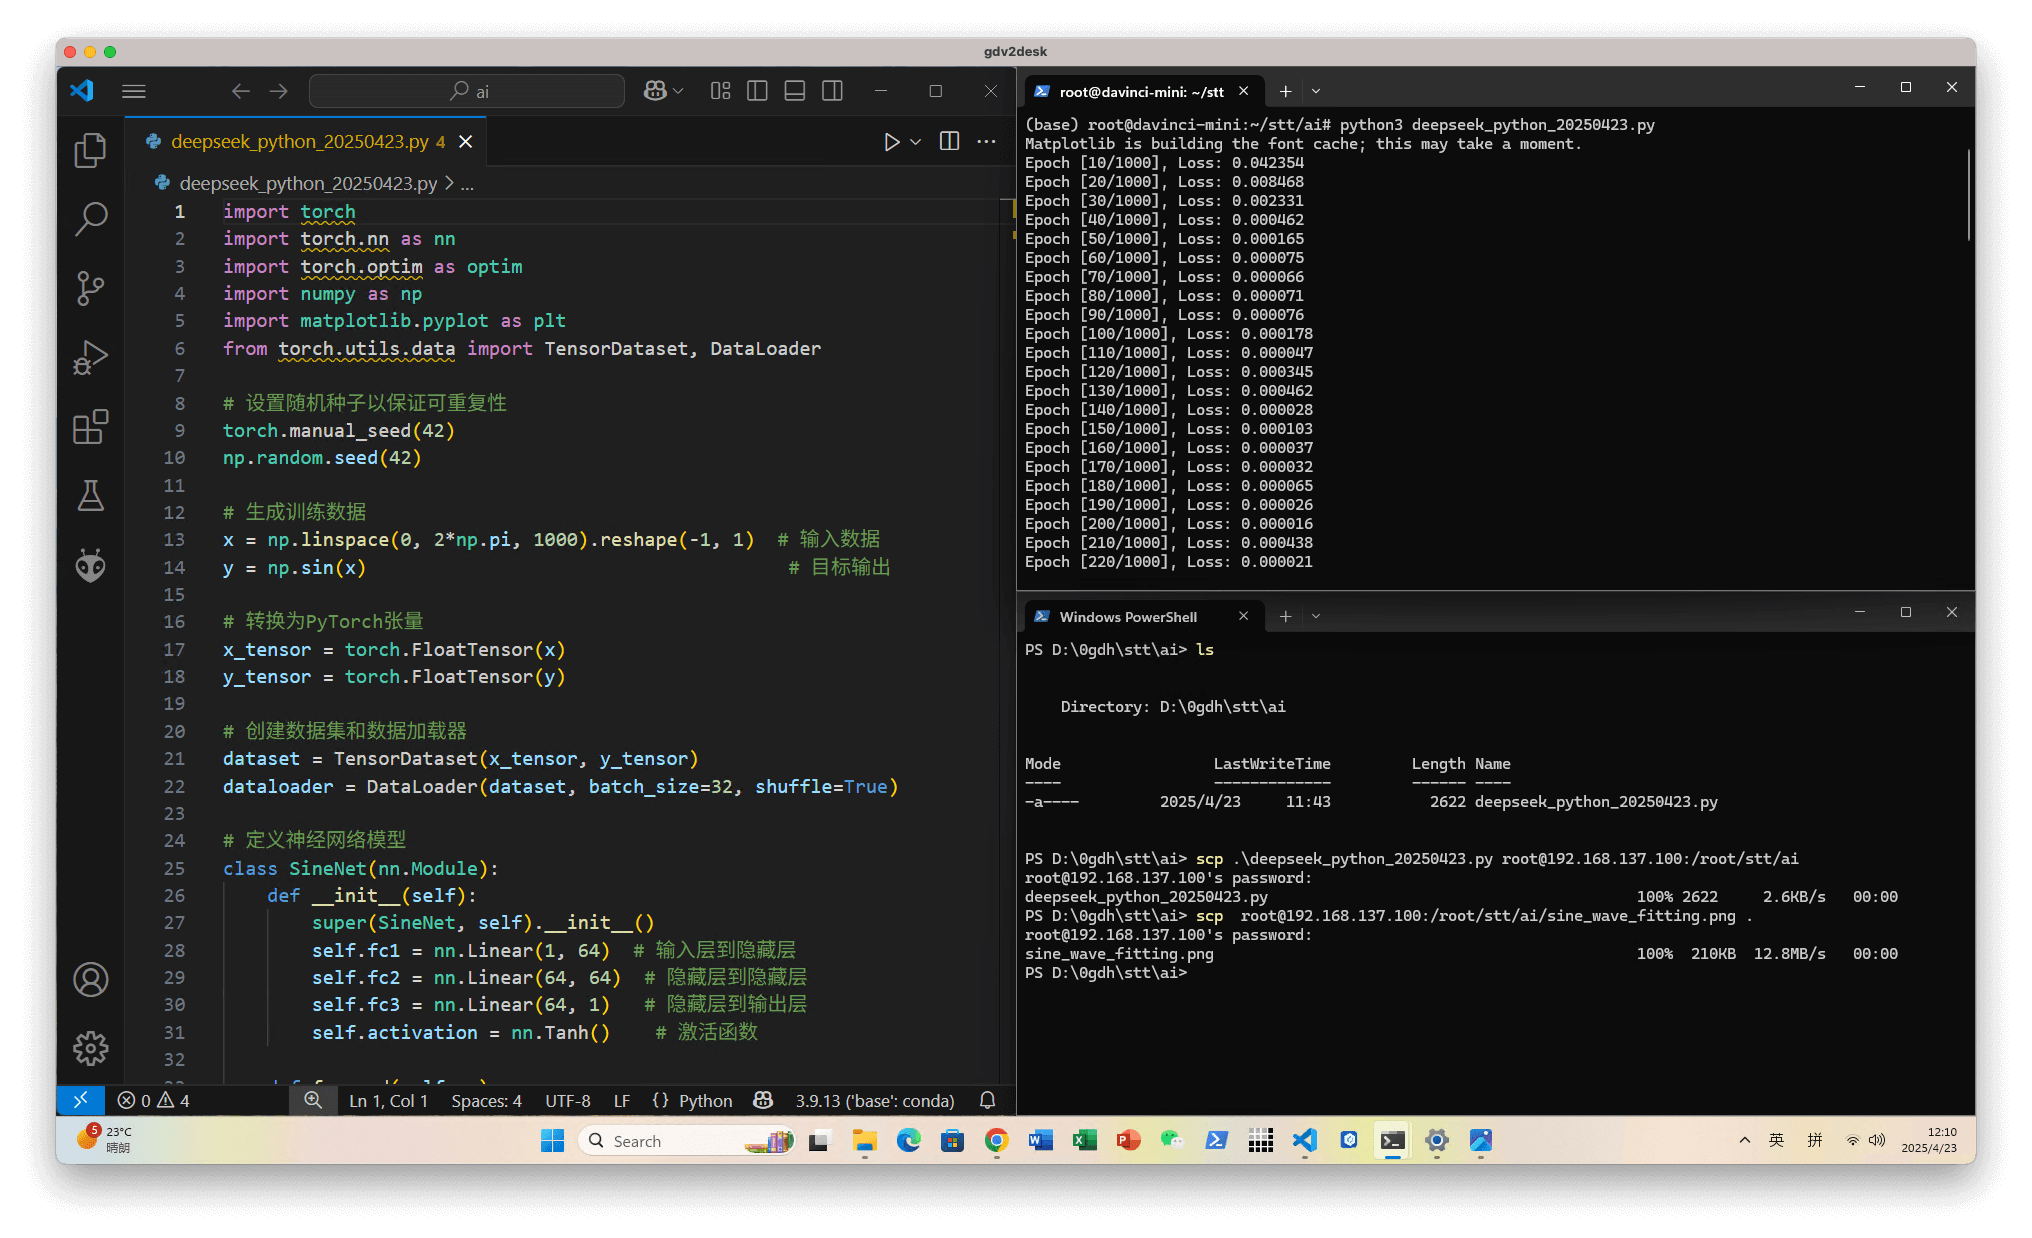 gdv2desk
ai
deepseek_python_20250423.py 4
deepseek_python_20250423.py > ...
1 import torch
2 import torch.nn as nn
3 import torch.optim as optim
4 import numpy as np
5 import matplotlib.pyplot as plt
6 from torch.utils.data import TensorDataset, DataLoader
7
8 # 设置随机种子以保证可重复性
9 torch.manual_seed(42)
10 np.random.seed(42)
11
12 # 生成训练数据
13 x = np.linspace(0, 2*np.pi, 1000).reshape(-1, 1)  # 输入数据
14 y = np.sin(x)                                      # 目标输出
15
16 # 转换为PyTorch张量
17 x_tensor = torch.FloatTensor(x)
18 y_tensor = torch.FloatTensor(y)
19
20 # 创建数据集和数据加载器
21 dataset = TensorDataset(x_tensor, y_tensor)
22 dataloader = DataLoader(dataset, batch_size=32, shuffle=True)
23
24 # 定义神经网络模型
25 class SineNet(nn.Module):
26     def __init__(self):
27         super(SineNet, self).__init__()
28         self.fc1 = nn.Linear(1, 64)  # 输入层到隐藏层
29         self.fc2 = nn.Linear(64, 64)  # 隐藏层到隐藏层
30         self.fc3 = nn.Linear(64, 1)   # 隐藏层到输出层
31         self.activation = nn.Tanh()    # 激活函数
32
0 4
Ln 1, Col 1 Spaces: 4 UTF-8 LF {} Python 3.9.13 ('base': conda)
root@davinci-mini: ~/stt
(base) root@davinci-mini:~/stt/ai# python3 deepseek_python_20250423.py
Matplotlib is building the font cache; this may take a moment.
Epoch [10/1000], Loss: 0.042354
Epoch [20/1000], Loss: 0.008468
Epoch [30/1000], Loss: 0.002331
Epoch [40/1000], Loss: 0.000462
Epoch [50/1000], Loss: 0.000165
Epoch [60/1000], Loss: 0.000075
Epoch [70/1000], Loss: 0.000066
Epoch [80/1000], Loss: 0.000071
Epoch [90/1000], Loss: 0.000076
Epoch [100/1000], Loss: 0.000178
Epoch [110/1000], Loss: 0.000047
Epoch [120/1000], Loss: 0.000345
Epoch [130/1000], Loss: 0.000462
Epoch [140/1000], Loss: 0.000028
Epoch [150/1000], Loss: 0.000103
Epoch [160/1000], Loss: 0.000037
Epoch [170/1000], Loss: 0.000032
Epoch [180/1000], Loss: 0.000065
Epoch [190/1000], Loss: 0.000026
Epoch [200/1000], Loss: 0.000016
Epoch [210/1000], Loss: 0.000438
Epoch [220/1000], Loss: 0.000021
Windows PowerShell
PS D:\0gdh\stt\ai> ls
Directory: D:\0gdh\stt\ai
Mode                 LastWriteTime         Length Name
----                 -------------         ------ ----
-a----         2025/4/23     11:43           2622 deepseek_python_20250423.py
PS D:\0gdh\stt\ai> scp .\deepseek_python_20250423.py root@192.168.137.100:/root/stt/ai
root@192.168.137.100's password:
deepseek_python_20250423.py                                         100% 2622     2.6KB/s   00:00
PS D:\0gdh\stt\ai> scp  root@192.168.137.100:/root/stt/ai/sine_wave_fitting.png .
root@192.168.137.100's password:
sine_wave_fitting.png                                               100%  210KB  12.8MB/s   00:00
PS D:\0gdh\stt\ai>
5
23°C
晴朗
Search
英 拼
12:10
2025/4/23